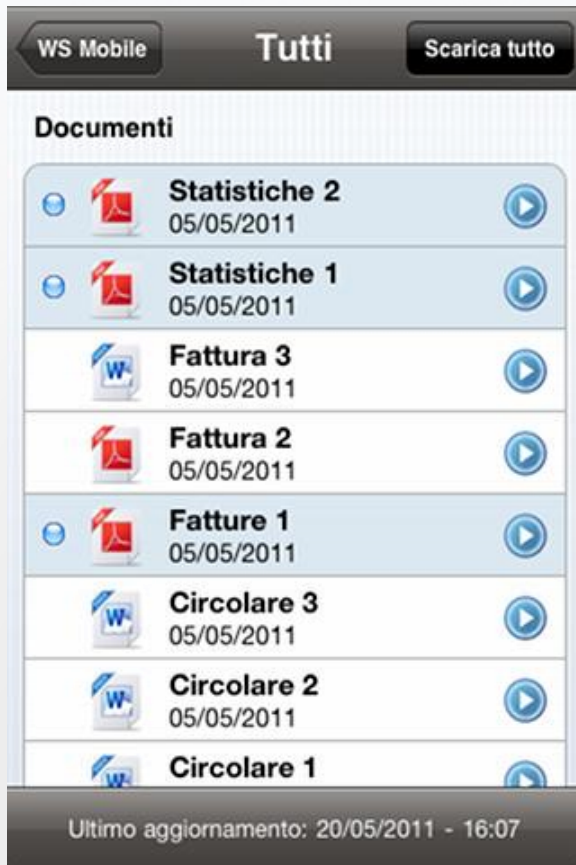 WS Mobile
Tutti
Scarica tutto
Documenti
Statistiche 2
05/05/2011
Statistiche 1
05/05/2011
Fattura 3
05/05/2011
Fattura 2
05/05/2011
Fatture 1
05/05/2011
Circolare 3
05/05/2011
Circolare 2
05/05/2011
Circolare 1
Ultimo aggiornamento: 20/05/2011 - 16:07